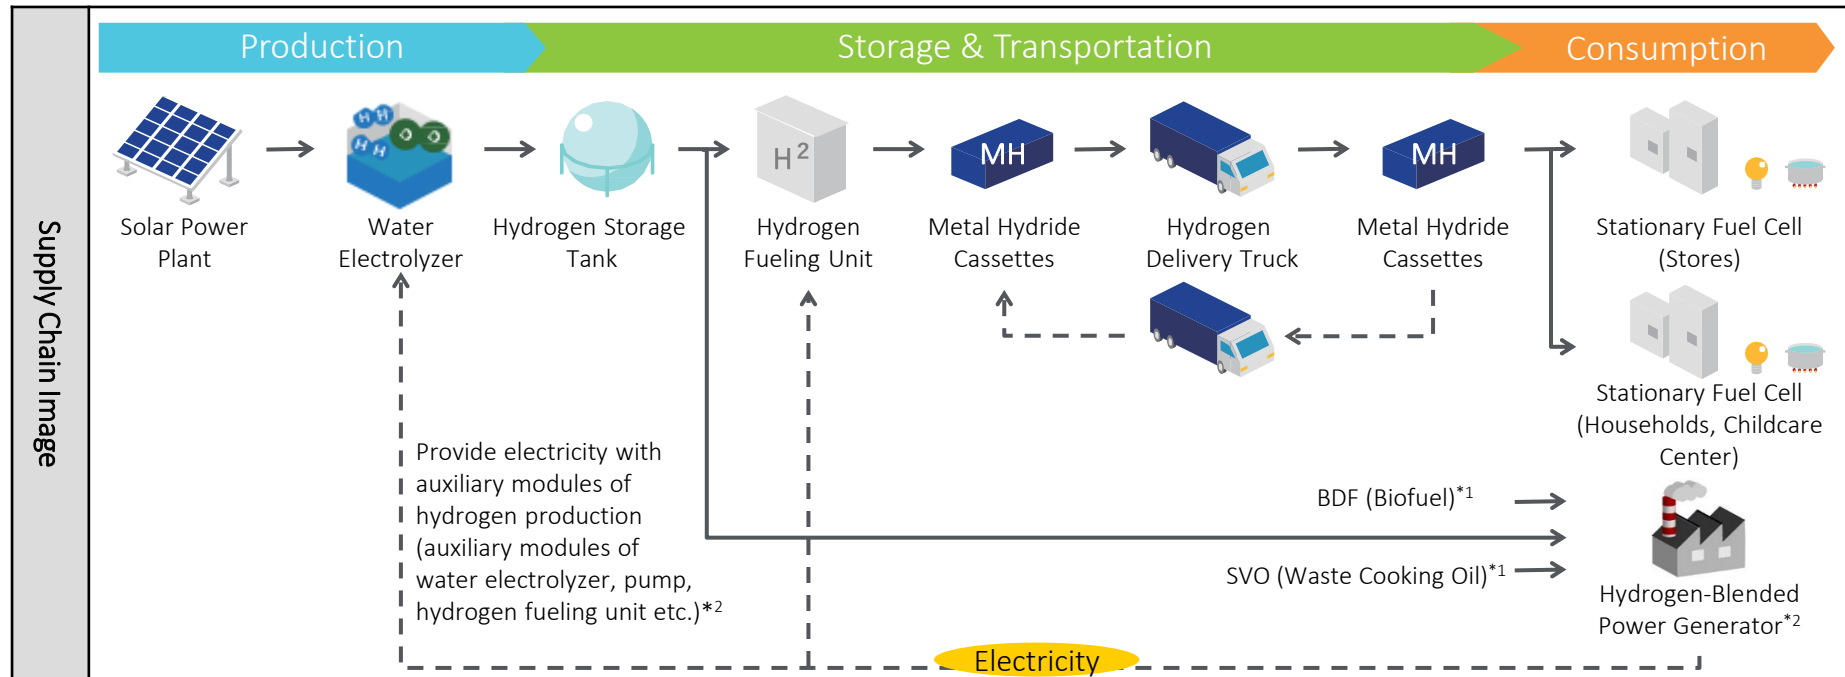 Production
Storage & Transportation
Consumption
Supply Chain Image
H H
H H
O O
H²
MH
MH
Solar Power
Plant
Water
Electrolyzer
Hydrogen Storage
Tank
Hydrogen
Fueling Unit
Metal Hydride
Cassettes
Hydrogen
Delivery Truck
Metal Hydride
Cassettes
Stationary Fuel Cell
(Stores)
Stationary Fuel Cell
(Households, Childcare
Center)
Provide electricity with
auxiliary modules of
hydrogen production
(auxiliary modules of
water electrolyzer, pump,
hydrogen fueling unit etc.)*2
BDF (Biofuel)*1
SVO (Waste Cooking Oil)*1
Hydrogen-Blended
Power Generator*2
Electricity